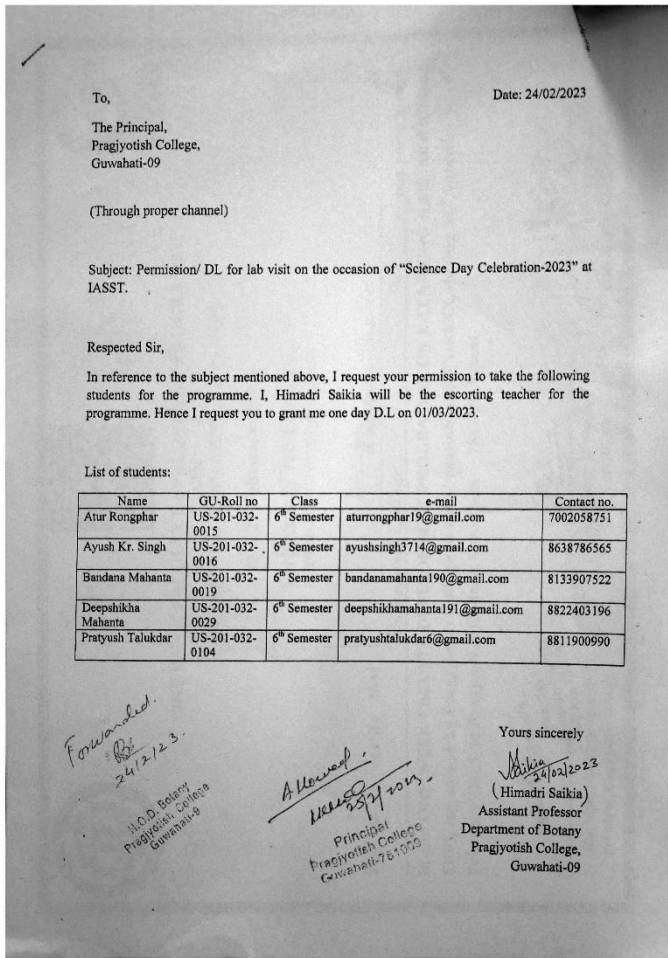 Date: 24/02/2023
To,
The Principal,
Pragjyotish College,
Guwahati-09
(Through proper channel)
Subject: Permission/ DL for lab visit on the occasion of “Science Day Celebration-2023” at
IASST.
Respected Sir,
In reference to the subject mentioned above, I request your permission to take the following
students for the programme. I, Himadri Saikia will be the escorting teacher for the
programme. Hence I request you to grant me one day D.L on 01/03/2023.
List of students:
Name GU-Roll no Class e-mail Contact no.
Atur Rongphar US-201-032-0015 6th Semester aturrongphar19@gmail.com 7002058751
Ayush Kr. Singh US-201-032-0016 6th Semester ayushsingh3714@gmail.com 8638786565
Bandana Mahanta US-201-032-0019 6th Semester bandanamahanta190@gmail.com 8133907522
Deepshikha Mahanta US-201-032-0029 6th Semester deepshikhamahanta191@gmail.com 8822403196
Pratyush Talukdar US-201-032-0104 6th Semester pratyushtalukdar6@gmail.com 8811900990
Forwarded.
24/2/23.
H.O.D. Botany
Pragjyotish College
Guwahati-9
Allowed.
25/2/2023.
Principal
Pragjyotish College
Guwahati-781009
Yours sincerely
Saikia
24/02/2023
(Himadri Saikia)
Assistant Professor
Department of Botany
Pragjyotish College,
Guwahati-09